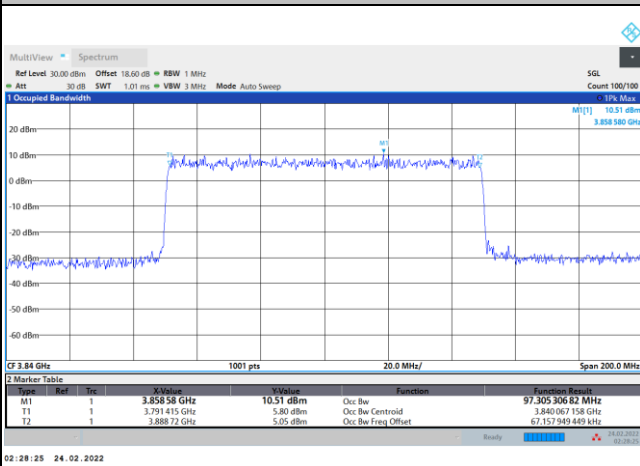 MultiView Spectrum
Ref Level 30.00 dBm Offset 18.60 dB RBW 1 MHz SGL
Att 30 dB SWT 1.01 ms VBW 3 MHz Mode Auto Sweep Count 100/100
1 Occupied Bandwidth 1Pk Max
M1[1] 10.51 dBm
3.858 580 GHz
20 dBm
M1
10 dBm
T1 T2
0 dBm
-10 dBm
-20 dBm
-30 dBm
-40 dBm
-50 dBm
-60 dBm
CF 3.84 GHz 1001 pts 20.0 MHz/ Span 200.0 MHz
2 Marker Table
Type Ref Trc X-Value Y-Value Function Function Result
M1 1 3.858 58 GHz 10.51 dBm Occ Bw 97.305 306 82 MHz
T1 1 3.791 415 GHz 5.80 dBm Occ Bw Centroid 3.840 067 158 GHz
T2 1 3.888 72 GHz 5.05 dBm Occ Bw Freq Offset 67.157 949 449 kHz
Ready 24.02.2022
02:28:25
02:28:25 24.02.2022